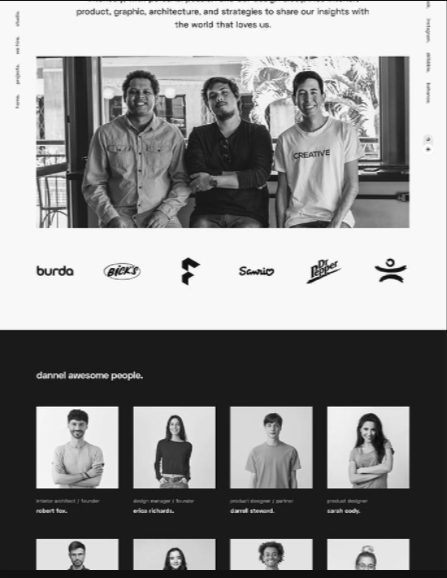 product, graphic, architecture, and strategies to share our insights with
the world that loves us.
studio.
we hire.
projects.
home.
instagram.
dribbble.
behance.
CREATIVE
burda
BICK'S
Sanrio
Dr Pepper
dannel awesome people.
interior architect / founder
robert fox.
design manager / founder
erica richards.
product designer / partner
darrell steward.
product designer
sarah eody.